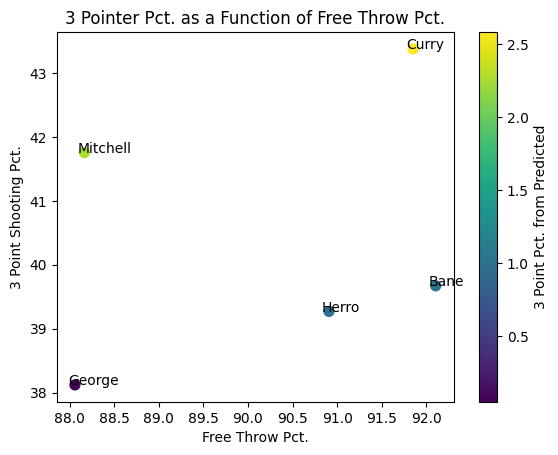 3 Pointer Pct. as a Function of Free Throw Pct.
3 Point Shooting Pct.
43
42
41
40
39
38
Curry
Mitchell
Bane
Herro
George
88.0 88.5 89.0 89.5 90.0 90.5 91.0 91.5 92.0
Free Throw Pct.
2.5
2.0
1.5
1.0
0.5
3 Point Pct. from Predicted